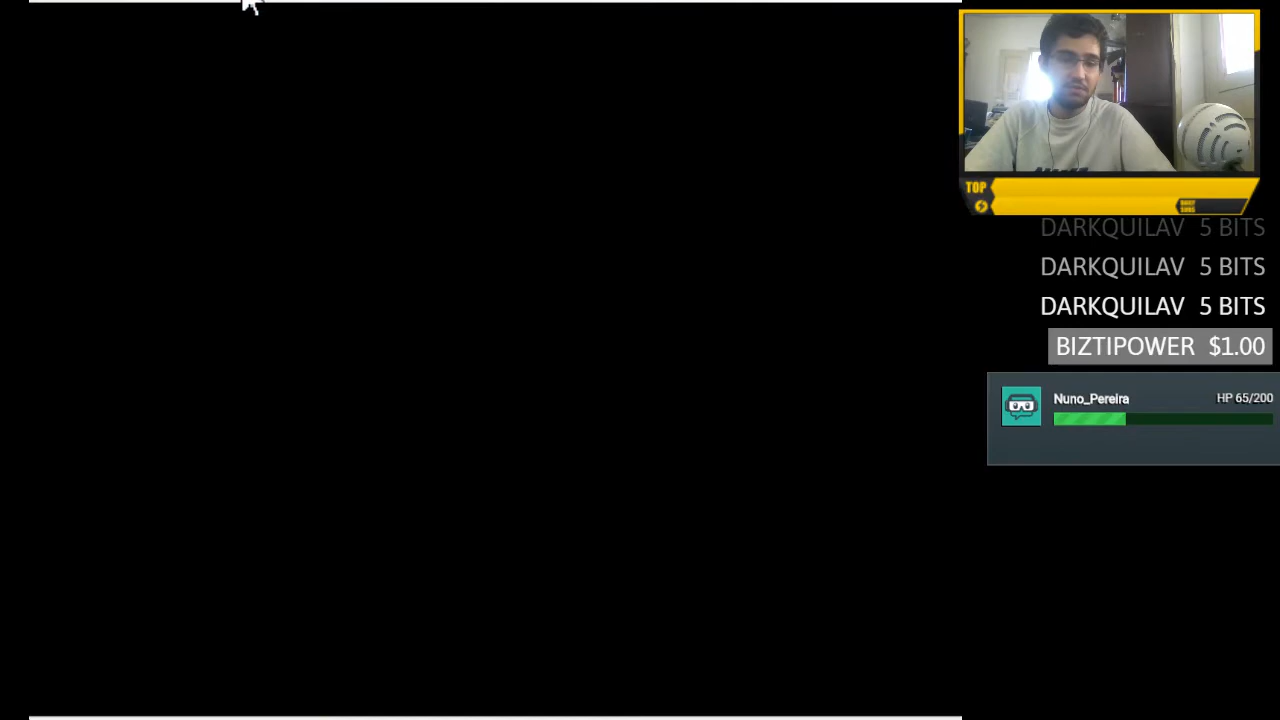 TOP
DARKQUILAV 5 BITS
DARKQUILAV 5 BITS
DARKQUILAV 5 BITS
BIZTIPOWER $1.00
Nuno_Pereira HP 65/200